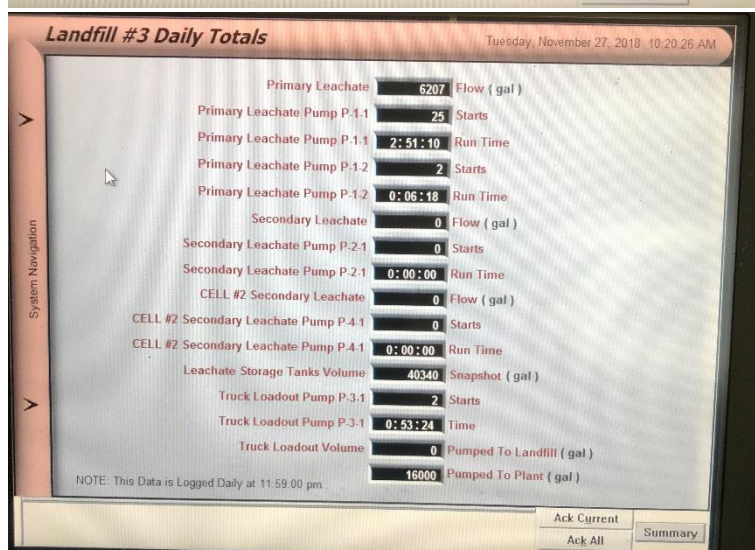 Landfill #3 Daily Totals
Tuesday, November 27, 2018 10:20:26 AM
Primary Leachate 6207 Flow ( gal )
Primary Leachate Pump P-1-1 25 Starts
Primary Leachate Pump P-1-1 2:51:10 Run Time
Primary Leachate Pump P-1-2 2 Starts
Primary Leachate Pump P-1-2 0:06:18 Run Time
Secondary Leachate 0 Flow ( gal )
Secondary Leachate Pump P-2-1 0 Starts
Secondary Leachate Pump P-2-1 0:00:00 Run Time
CELL #2 Secondary Leachate 0 Flow ( gal )
CELL #2 Secondary Leachate Pump P-4-1 0 Starts
CELL #2 Secondary Leachate Pump P-4-1 0:00:00 Run Time
Leachate Storage Tanks Volume 40340 Snapshot ( gal )
Truck Loadout Pump P-3-1 2 Starts
Truck Loadout Pump P-3-1 0:53:24 Time
Truck Loadout Volume 0 Pumped To Landfill ( gal )
16000 Pumped To Plant ( gal )
NOTE: This Data is Logged Daily at 11:59:00 pm
System Navigation
Ack Current
Ack All
Summary